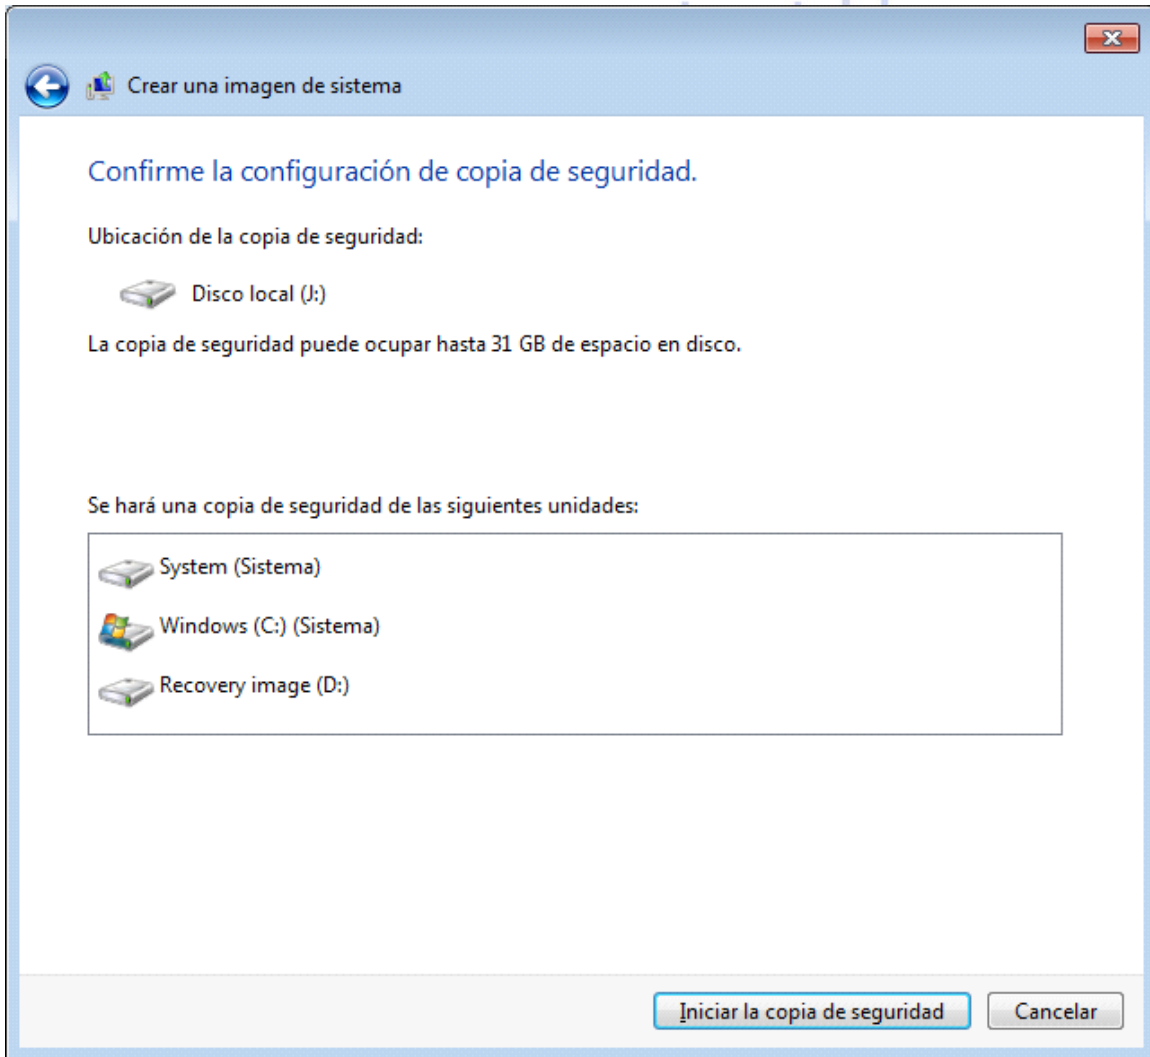 Crear una imagen de sistema
Confirme la configuración de copia de seguridad.
Ubicación de la copia de seguridad:
Disco local (J:)
La copia de seguridad puede ocupar hasta 31 GB de espacio en disco.
Se hará una copia de seguridad de las siguientes unidades:
System (Sistema)
Windows (C:) (Sistema)
Recovery image (D:)
Iniciar la copia de seguridad
Cancelar